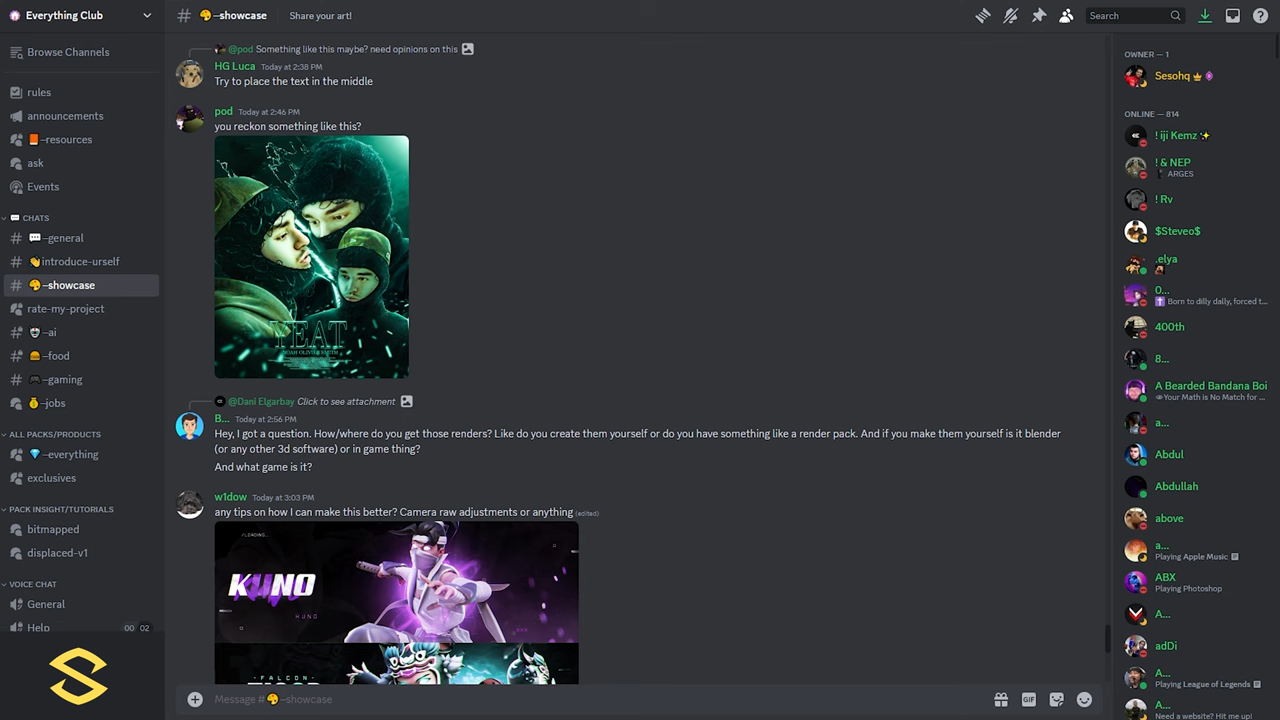 Everything Club
Browse Channels
rules
announcements
–resources
ask
Events
CHATS
–general
introduce-urself
–showcase
rate-my-project
–ai
–food
–gaming
–jobs
ALL PACKS/PRODUCTS
–everything
exclusives
PACK INSIGHT/TUTORIALS
bitmapped
displaced-v1
VOICE CHAT
General
Help
00 02
–showcase
Share your art!
Search
@pod Something like this maybe? need opinions on this
HG Luca Today at 2:38 PM
Try to place the text in the middle
pod Today at 2:46 PM
you reckon something like this?
YEAT
NOAH OLIVIER SMITH
@Dani Elgarbay Click to see attachment
B... Today at 2:56 PM
Hey, I got a question. How/where do you get those renders? Like do you create them yourself or do you have something like a render pack. And if you make them yourself is it blender
(or any other 3d software) or in game thing?
And what game is it?
w1dow Today at 3:03 PM
any tips on how I can make this better? Camera raw adjustments or anything (edited)
/LOADING...
KUNO
KUNO
FALCON
Message # –showcase
GIF
OWNER — 1
Sesohq
ONLINE — 814
! iji Kemz
! & NEP
ARGES
! Rv
$Steveo$
.elya
0...
Born to dilly dally, forced t...
400th
8...
A Bearded Bandana Boi
Your Math is No Match for ...
a...
Abdul
Abdullah
above
a...
Playing Apple Music
ABX
Playing Photoshop
A...
adDi
A...
Playing League of Legends
A...
Need a website? Hit me up!